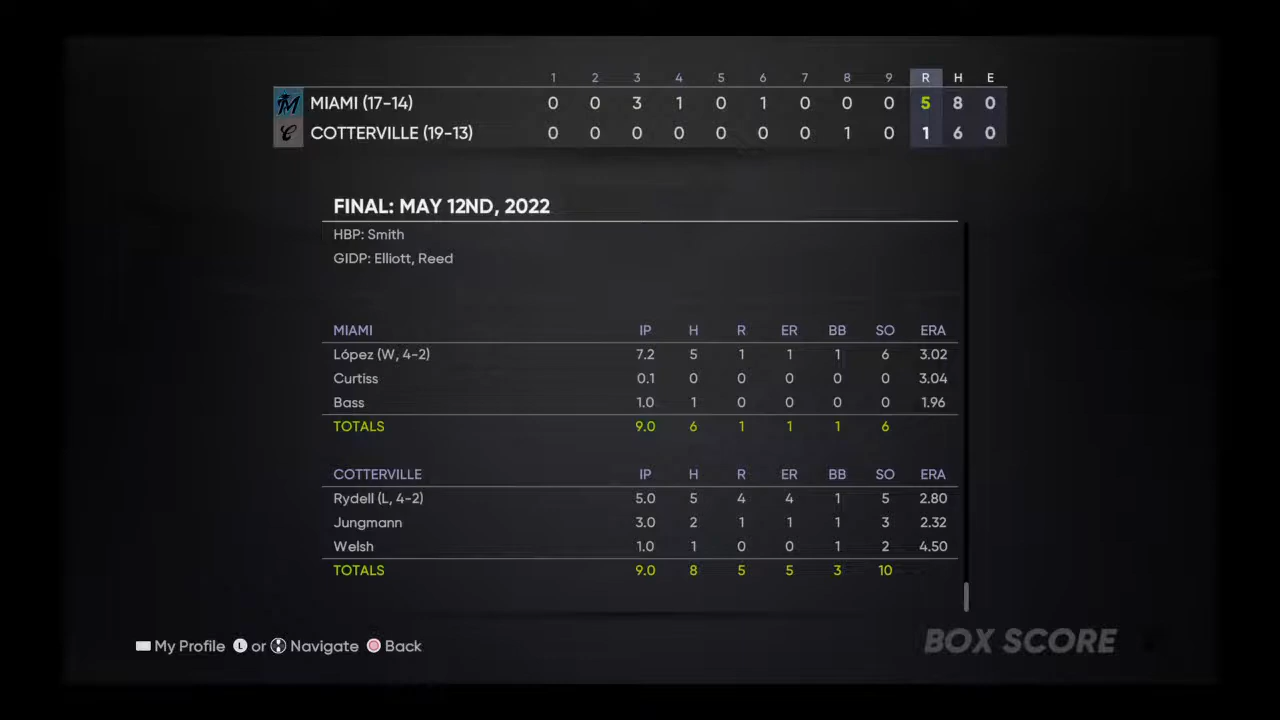 1 2 3 4 5 6 7 8 9 R H E
MIAMI (17-14) 0 0 3 1 0 1 0 0 0 5 8 0
COTTERVILLE (19-13) 0 0 0 0 0 0 0 1 0 1 6 0
FINAL: MAY 12ND, 2022
HBP: Smith
GIDP: Elliott, Reed
MIAMI IP H R ER BB SO ERA
López (W, 4-2) 7.2 5 1 1 1 6 3.02
Curtiss 0.1 0 0 0 0 0 3.04
Bass 1.0 1 0 0 0 0 1.96
TOTALS 9.0 6 1 1 1 6
COTTERVILLE IP H R ER BB SO ERA
Rydell (L, 4-2) 5.0 5 4 4 1 5 2.80
Jungmann 3.0 2 1 1 1 3 2.32
Welsh 1.0 1 0 0 1 2 4.50
TOTALS 9.0 8 5 5 3 10
My Profile L or Navigate Back
BOX SCORE